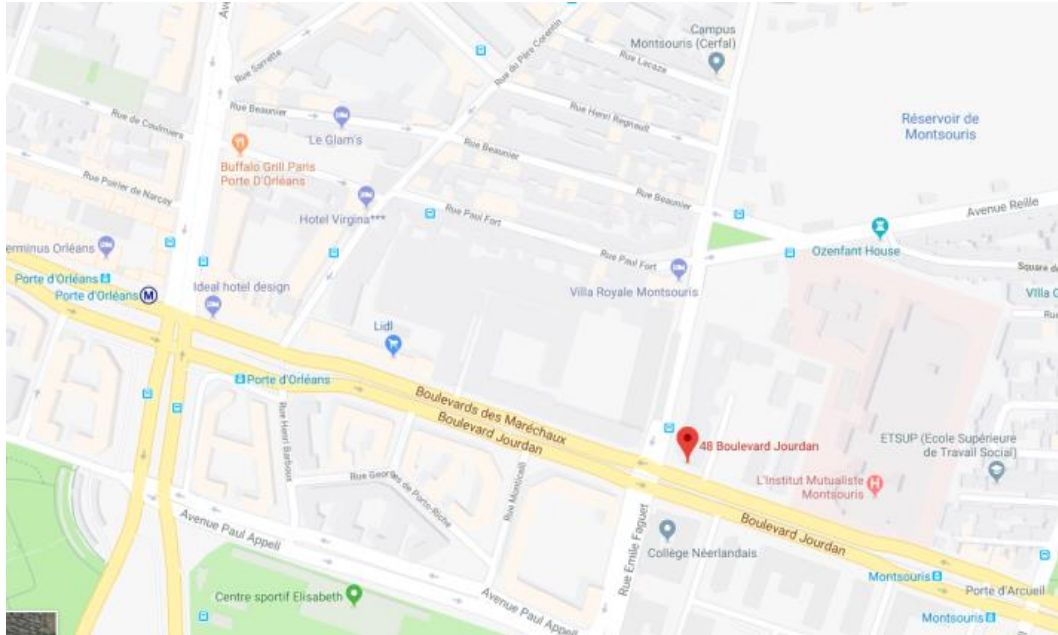 Campus
Montsouris (Cerfal)
Rue Lacaze
Rue du Père Corentin
Rue Sarrette
Rue Henri Regnault
Réservoir de
Montsouris
Rue Beaunier
Rue de Coulmiers
Le Glam's
Rue Beaunier
Buffalo Grill Paris
Porte D'Orléans
Rue Poirier de Narçay
Rue Beaunier
Avenue Reille
Hotel Virgina***
Rue Paul Fort
Rue Paul Fort
Ozenfant House
erminus Orléans
Square de
Porte d'Orléans
Ideal hotel design
Villa Royale Montsouris
Porte d'Orléans
M
Villa
Lidl
Porte d'Orléans
Boulevards des Maréchaux
Boulevard Jourdan
Rue Henri Barboux
48 Boulevard Jourdan
ETSUP (Ecole Supérieure
de Travail Social)
Rue Georges de Porto-Riche
Rue Monticelli
L'Institut Mutualiste
Montsouris
H
Avenue Paul Appell
Boulevard Jourdan
Rue Emile Faguet
Collège Néerlandais
Montsouris
Porte d'Arcueil
Centre sportif Elisabeth
Avenue Paul Appell
Montsouris